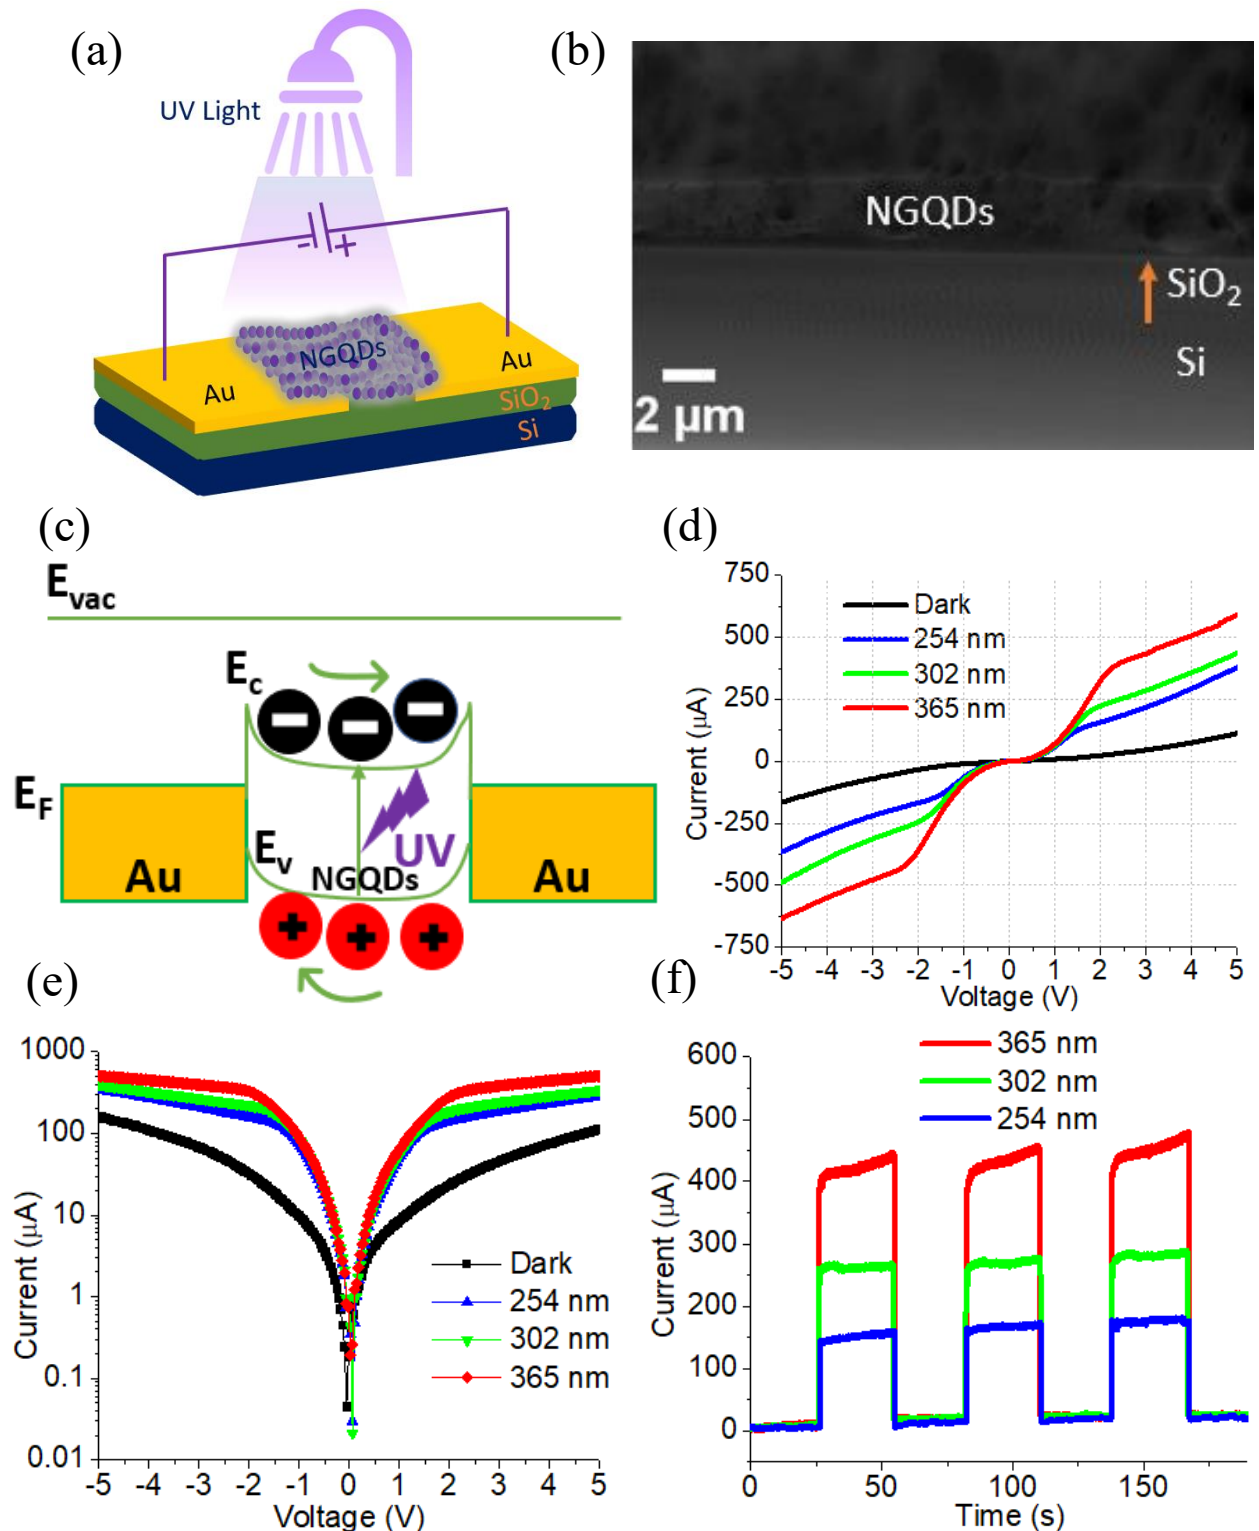 (a)
UV Light
- +
NGQDs
Au
Au
SiO2
Si
(b)
NGQDs
SiO2
Si
2 μm
(c)
Evac
Ec
EF
Ev
UV
NGQDs
Au
Au
(d)
750
500
250
0
-250
-500
-750
Current (μA)
Dark
254 nm
302 nm
365 nm
-5 -4 -3 -2 -1 0 1 2 3 4 5
Voltage (V)
(e)
1000
100
10
1
0.1
0.01
Current (μA)
Dark
254 nm
302 nm
365 nm
-5 -4 -3 -2 -1 0 1 2 3 4 5
Voltage (V)
(f)
365 nm
302 nm
254 nm
600
500
400
300
200
100
0
Current (μA)
0 50 100 150
Time (s)